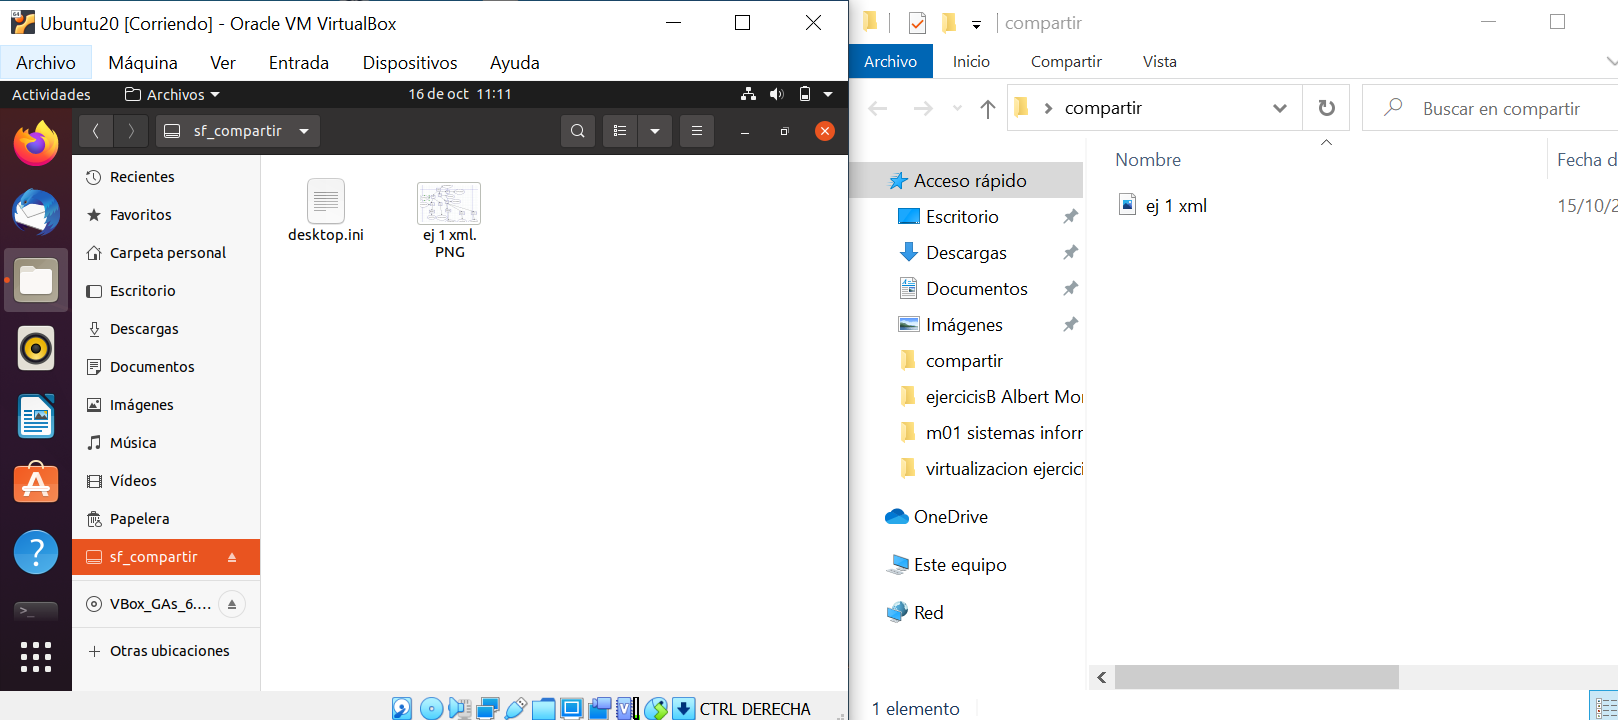 Ubuntu20 [Corriendo] - Oracle VM VirtualBox
Archivo Máquina Ver Entrada Dispositivos Ayuda
Actividades Archivos 16 de oct 11:11
sf_compartir
Recientes
Favoritos
Carpeta personal
Escritorio
Descargas
Documentos
Imágenes
Música
Vídeos
Papelera
sf_compartir
VBox_GAs_6....
Otras ubicaciones
desktop.ini
ej 1 xml.
PNG
CTRL DERECHA
compartir
Archivo Inicio Compartir Vista
compartir
Buscar en compartir
Acceso rápido
Escritorio
Descargas
Documentos
Imágenes
compartir
ejercicisB Albert Mor
m01 sistemas inforr
virtualizacion ejercici
OneDrive
Este equipo
Red
Nombre Fecha d
ej 1 xml 15/10/2
1 elemento